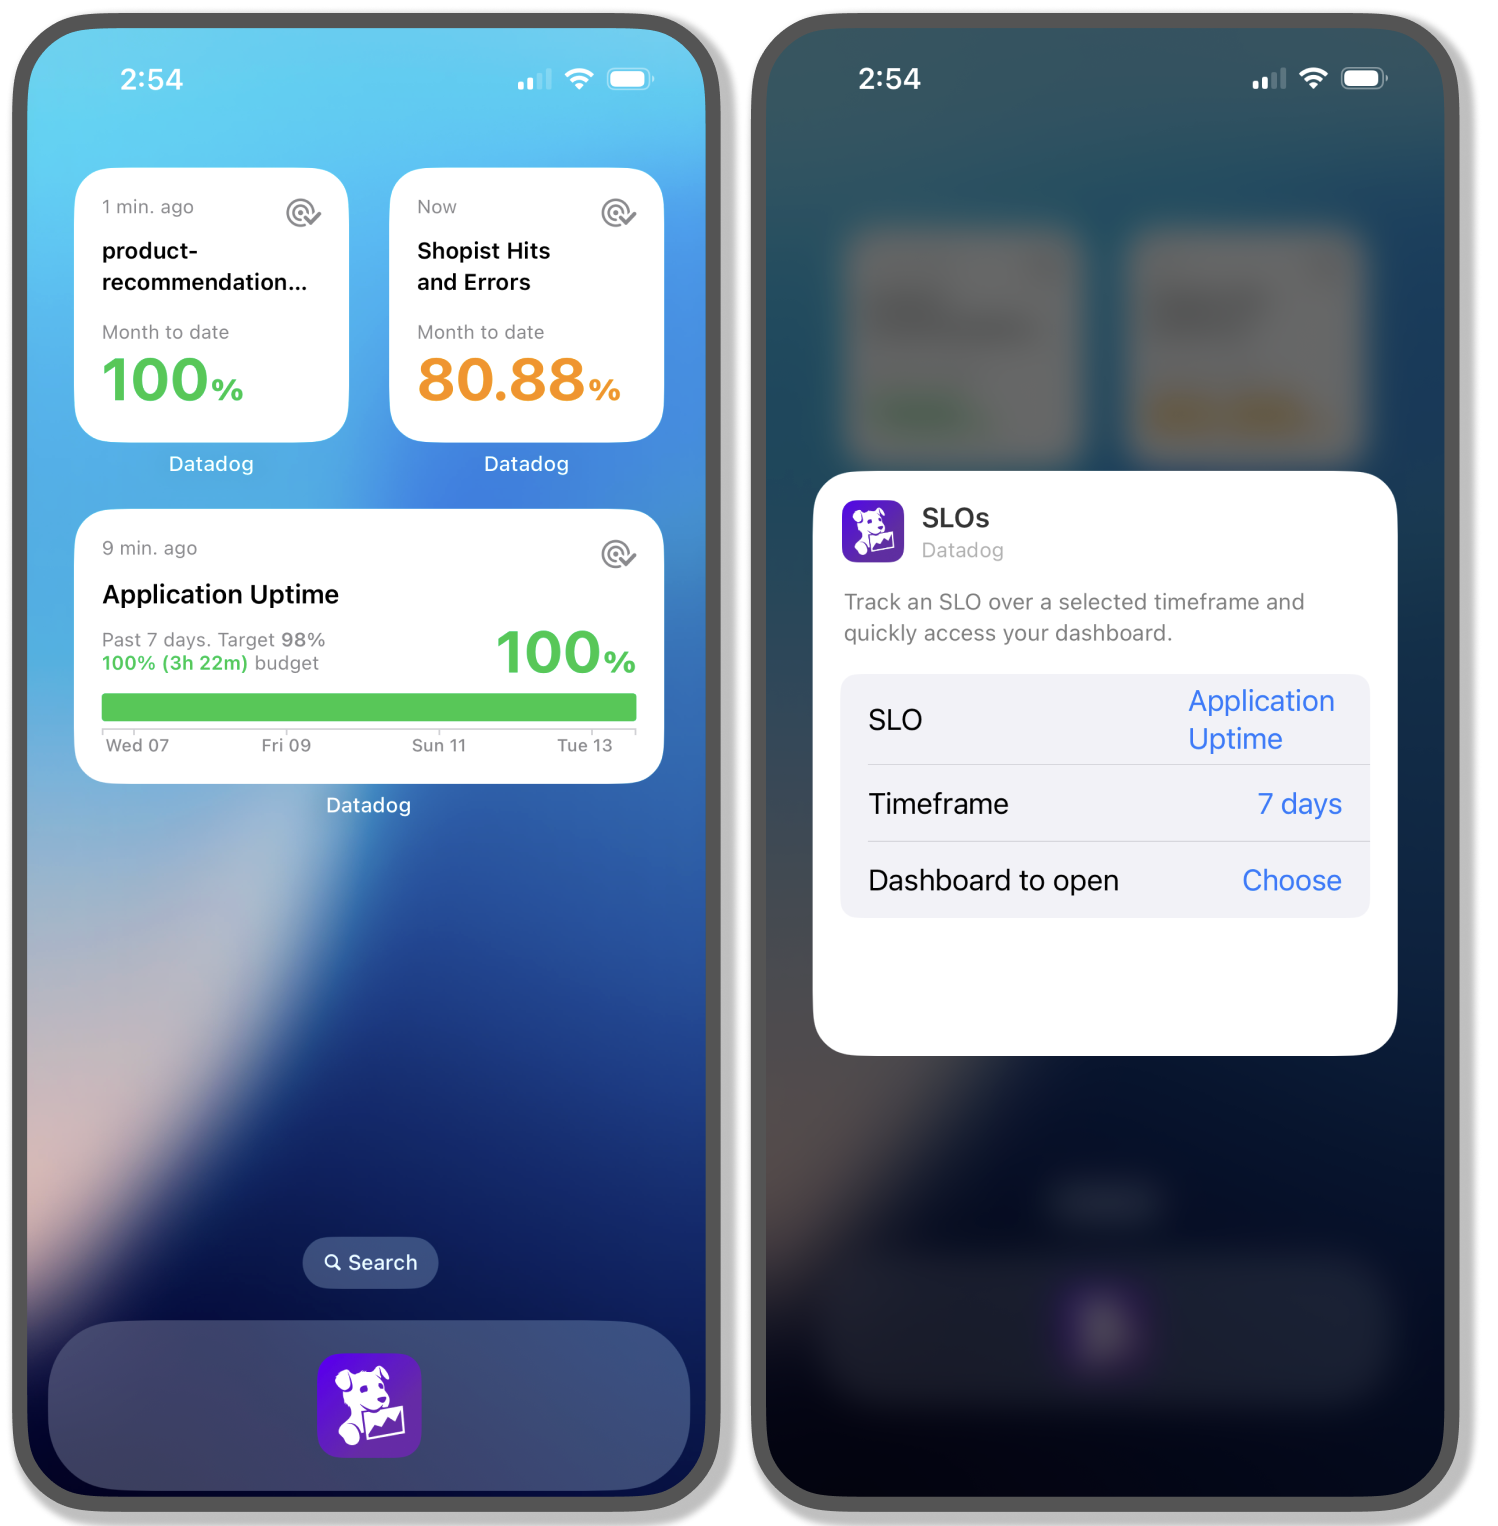 2:54
1 min. ago
product-
recommendation...
Month to date
100%
Datadog
Now
Shopist Hits
and Errors
Month to date
80.88%
Datadog
9 min. ago
Application Uptime
Past 7 days. Target 98%
100% (3h 22m) budget
100%
Wed 07 Fri 09 Sun 11 Tue 13
Datadog
Search
2:54
SLOs
Datadog
Track an SLO over a selected timeframe and
quickly access your dashboard.
SLO
Application
Uptime
Timeframe 7 days
Dashboard to open Choose